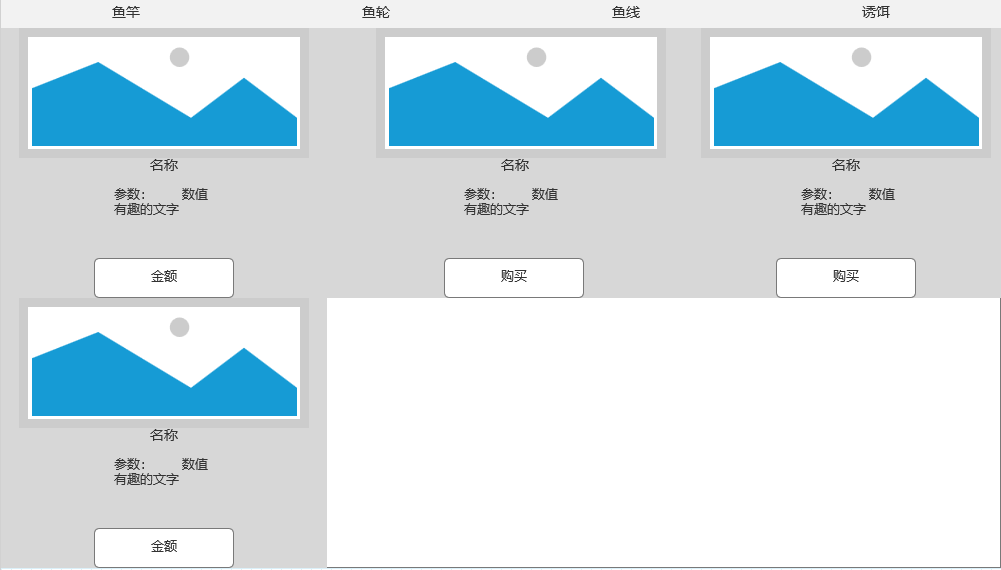 鱼竿 鱼轮 鱼线 诱饵
名称 名称 名称
参数: 数值 参数: 数值 参数: 数值
有趣的文字 有趣的文字 有趣的文字
金额 购买 购买
名称
参数: 数值
有趣的文字
金额